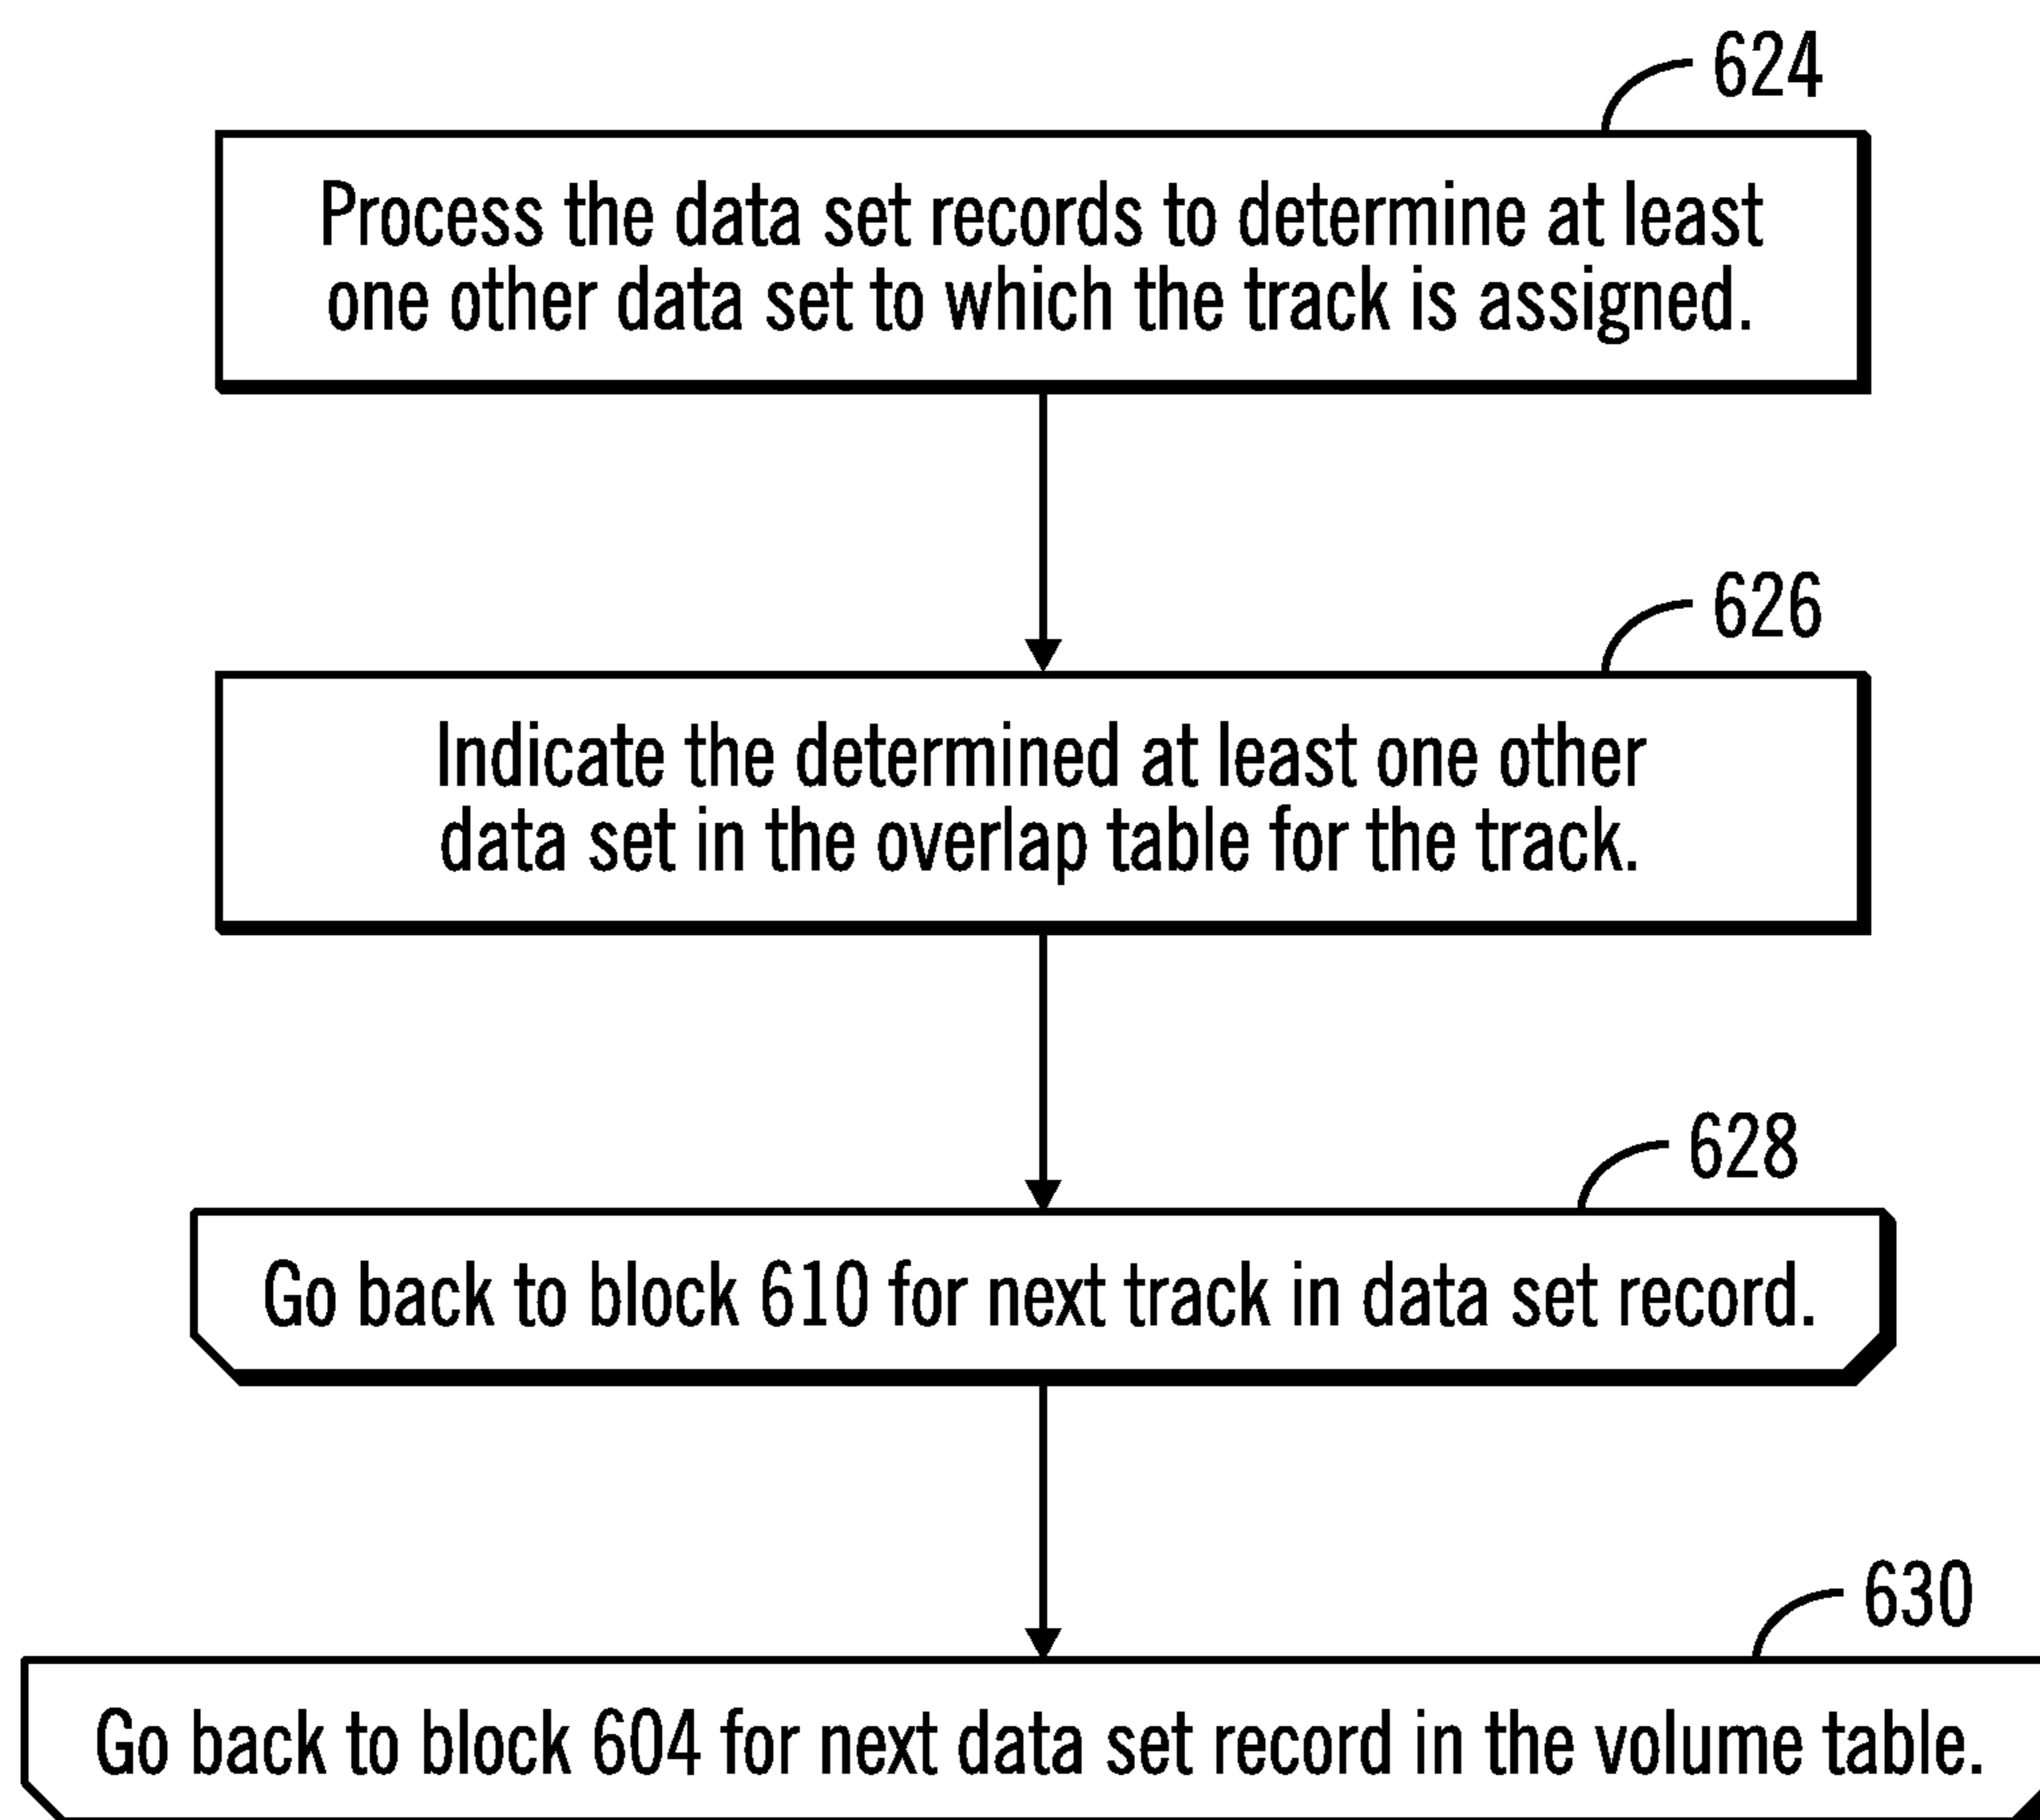 624
Process the data set records to determine at least
one other data set to which the track is assigned.
626
Indicate the determined at least one other
data set in the overlap table for the track.
628
Go back to block 610 for next track in data set record.
630
Go back to block 604 for next data set record in the volume table.